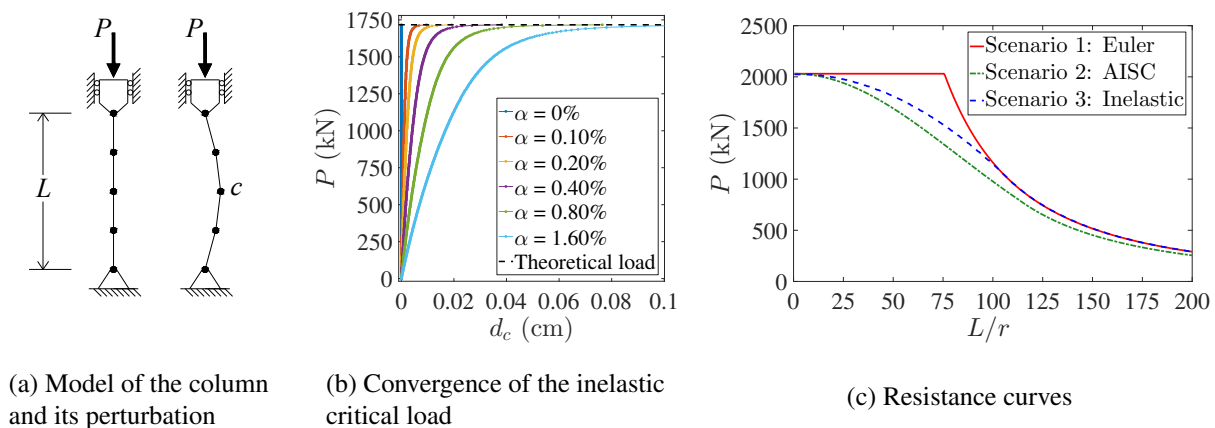 P
P
L
c
(a) Model of the column
and its perturbation
P (kN)
1750
1500
1250
1000
750
500
250
0
0
0.02
0.04
0.06
0.08
0.1
d_c (cm)
α = 0%
α = 0.10%
α = 0.20%
α = 0.40%
α = 0.80%
α = 1.60%
Theoretical load
(b) Convergence of the inelastic
critical load
P (kN)
2500
2000
1500
1000
500
0
0
25
50
75
100
125
150
175
200
L/r
Scenario 1: Euler
Scenario 2: AISC
Scenario 3: Inelastic
(c) Resistance curves